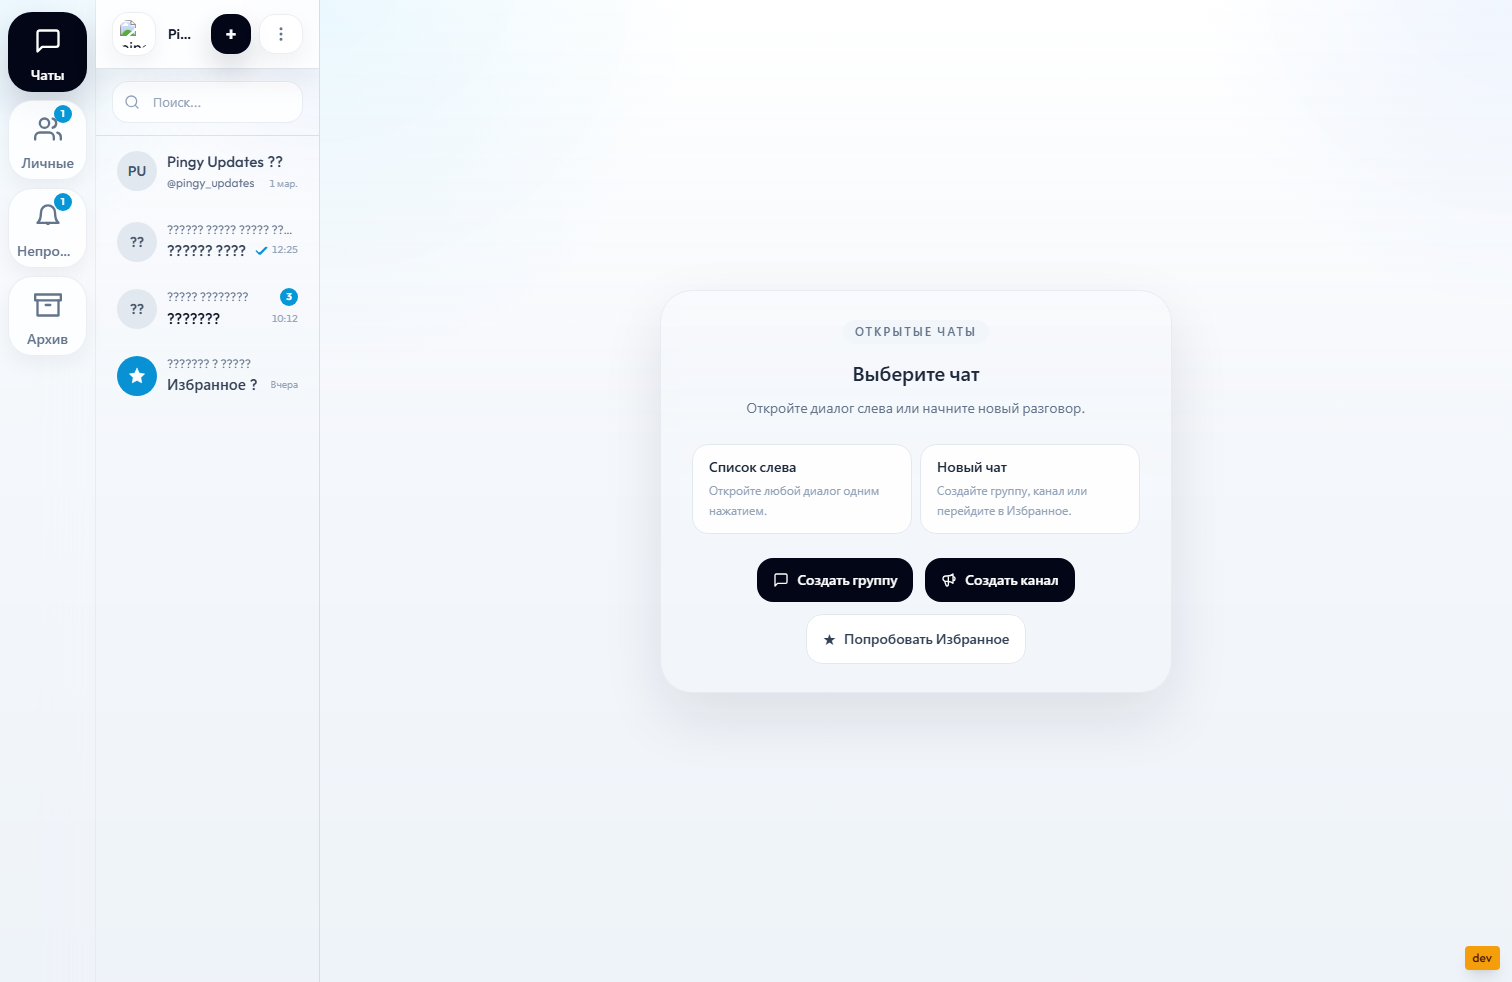 Чаты
1
Личные
1
Непро...
Архив
Pi...
Поиск...
PU
Pingy Updates ??
@pingy_updates 1 мар.
??
?????? ????? ????? ??...
?????? ???? 12:25
??
????? ???????? 3
??????? 10:12
??????? ? ?????
Избранное ? Вчера
ОТКРЫТЫЕ ЧАТЫ
Выберите чат
Откройте диалог слева или начните новый разговор.
Список слева
Откройте любой диалог одним
нажатием.
Новый чат
Создайте группу, канал или
перейдите в Избранное.
Создать группу
Создать канал
Попробовать Избранное
dev